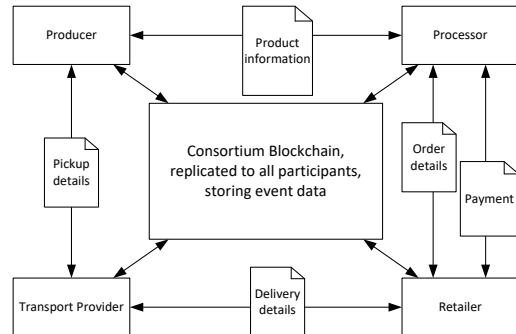 Producer
Product
information
Processor
Consortium Blockchain,
replicated to all participants,
storing event data
Pickup
details
Order
details
Payment
Transport Provider
Delivery
details
Retailer